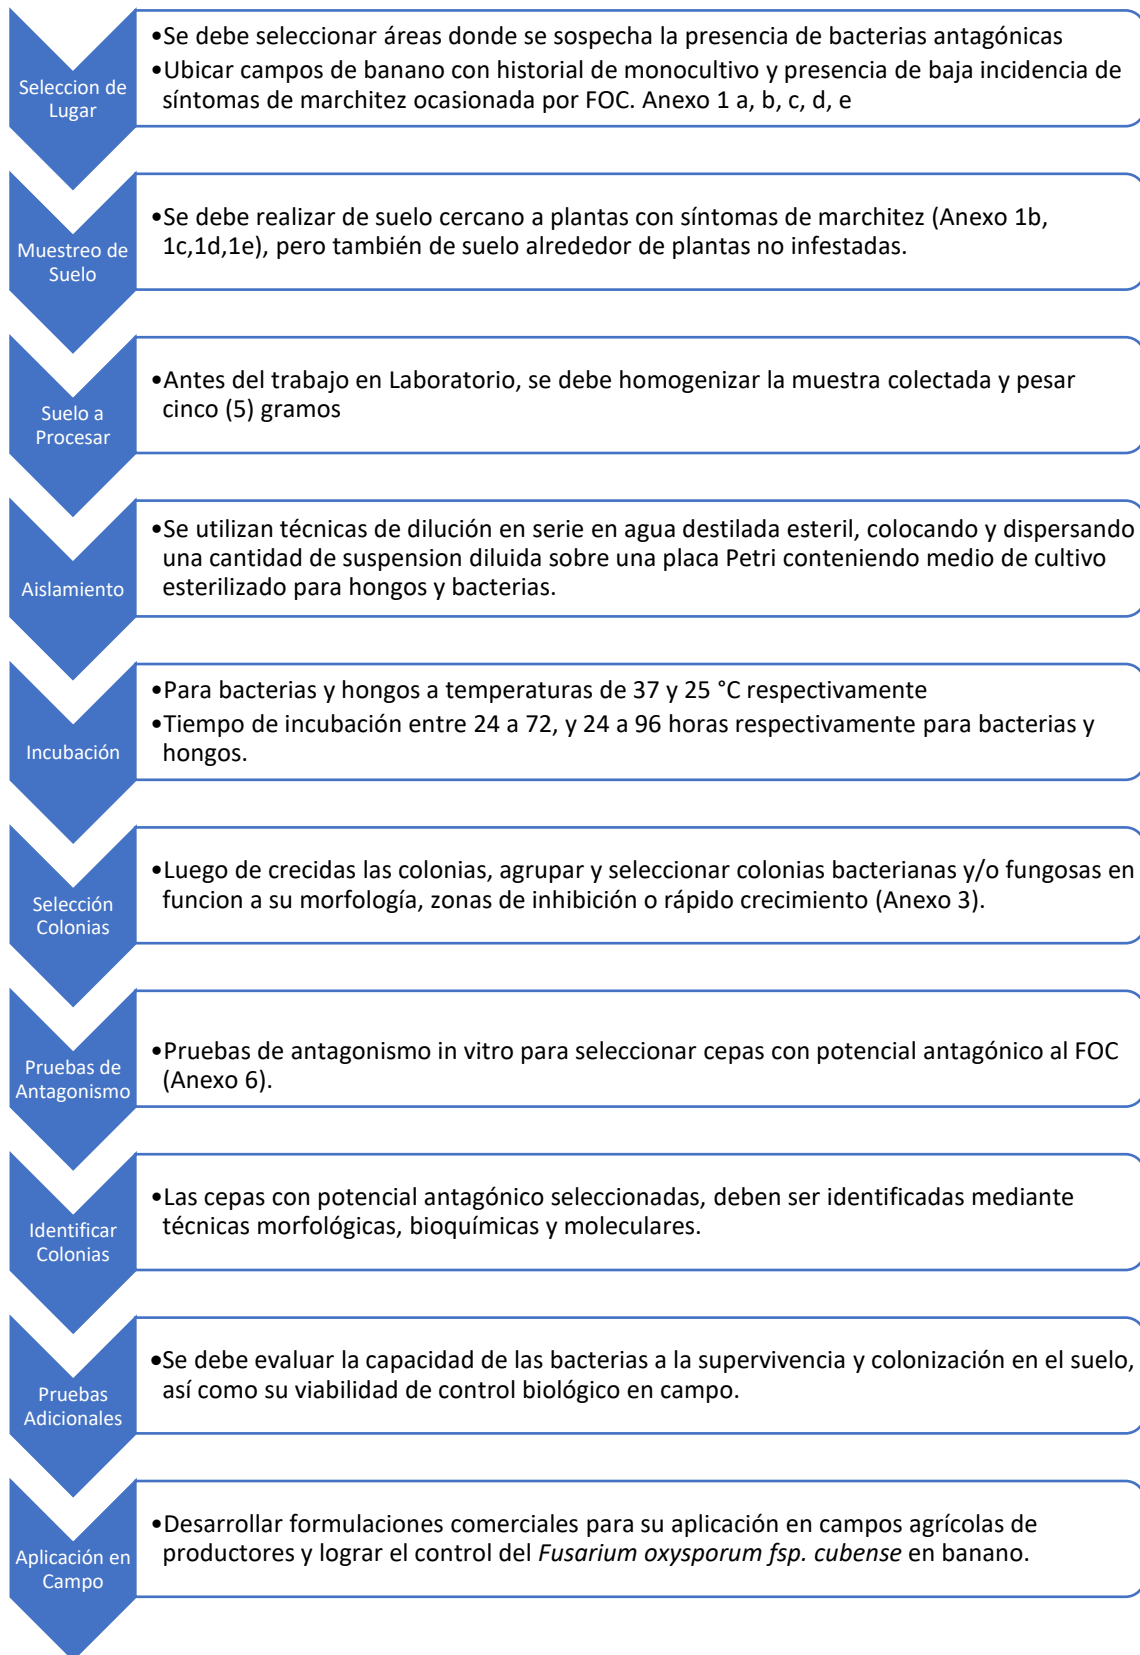 Seleccion de
Lugar
•Se debe seleccionar áreas donde se sospecha la presencia de bacterias antagónicas
•Ubicar campos de banano con historial de monocultivo y presencia de baja incidencia de
síntomas de marchitez ocasionada por FOC. Anexo 1 a, b, c, d, e
Muestreo de
Suelo
•Se debe realizar de suelo cercano a plantas con síntomas de marchitez (Anexo 1b,
1c,1d,1e), pero también de suelo alrededor de plantas no infestadas.
Suelo a
Procesar
•Antes del trabajo en Laboratorio, se debe homogenizar la muestra colectada y pesar
cinco (5) gramos
Aislamiento
•Se utilizan técnicas de dilución en serie en agua destilada esteril, colocando y dispersando
una cantidad de suspension diluida sobre una placa Petri conteniendo medio de cultivo
esterilizado para hongos y bacterias.
Incubación
•Para bacterias y hongos a temperaturas de 37 y 25 °C respectivamente
•Tiempo de incubación entre 24 a 72, y 24 a 96 horas respectivamente para bacterias y
hongos.
Selección
Colonias
•Luego de crecidas las colonias, agrupar y seleccionar colonias bacterianas y/o fungosas en
funcion a su morfología, zonas de inhibición o rápido crecimiento (Anexo 3).
Pruebas de
Antagonismo
•Pruebas de antagonismo in vitro para seleccionar cepas con potencial antagónico al FOC
(Anexo 6).
Identificar
Colonias
•Las cepas con potencial antagónico seleccionadas, deben ser identificadas mediante
técnicas morfológicas, bioquímicas y moleculares.
Pruebas
Adicionales
•Se debe evaluar la capacidad de las bacterias a la supervivencia y colonización en el suelo,
así como su viabilidad de control biológico en campo.
Aplicación en
Campo
•Desarrollar formulaciones comerciales para su aplicación en campos agrícolas de
productores y lograr el control del Fusarium oxysporum fsp. cubense en banano.